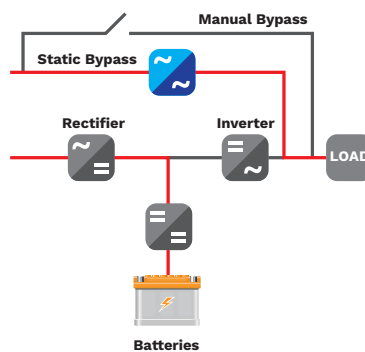 Manual Bypass
Static Bypass
Rectifier
Inverter
LOAD
Batteries